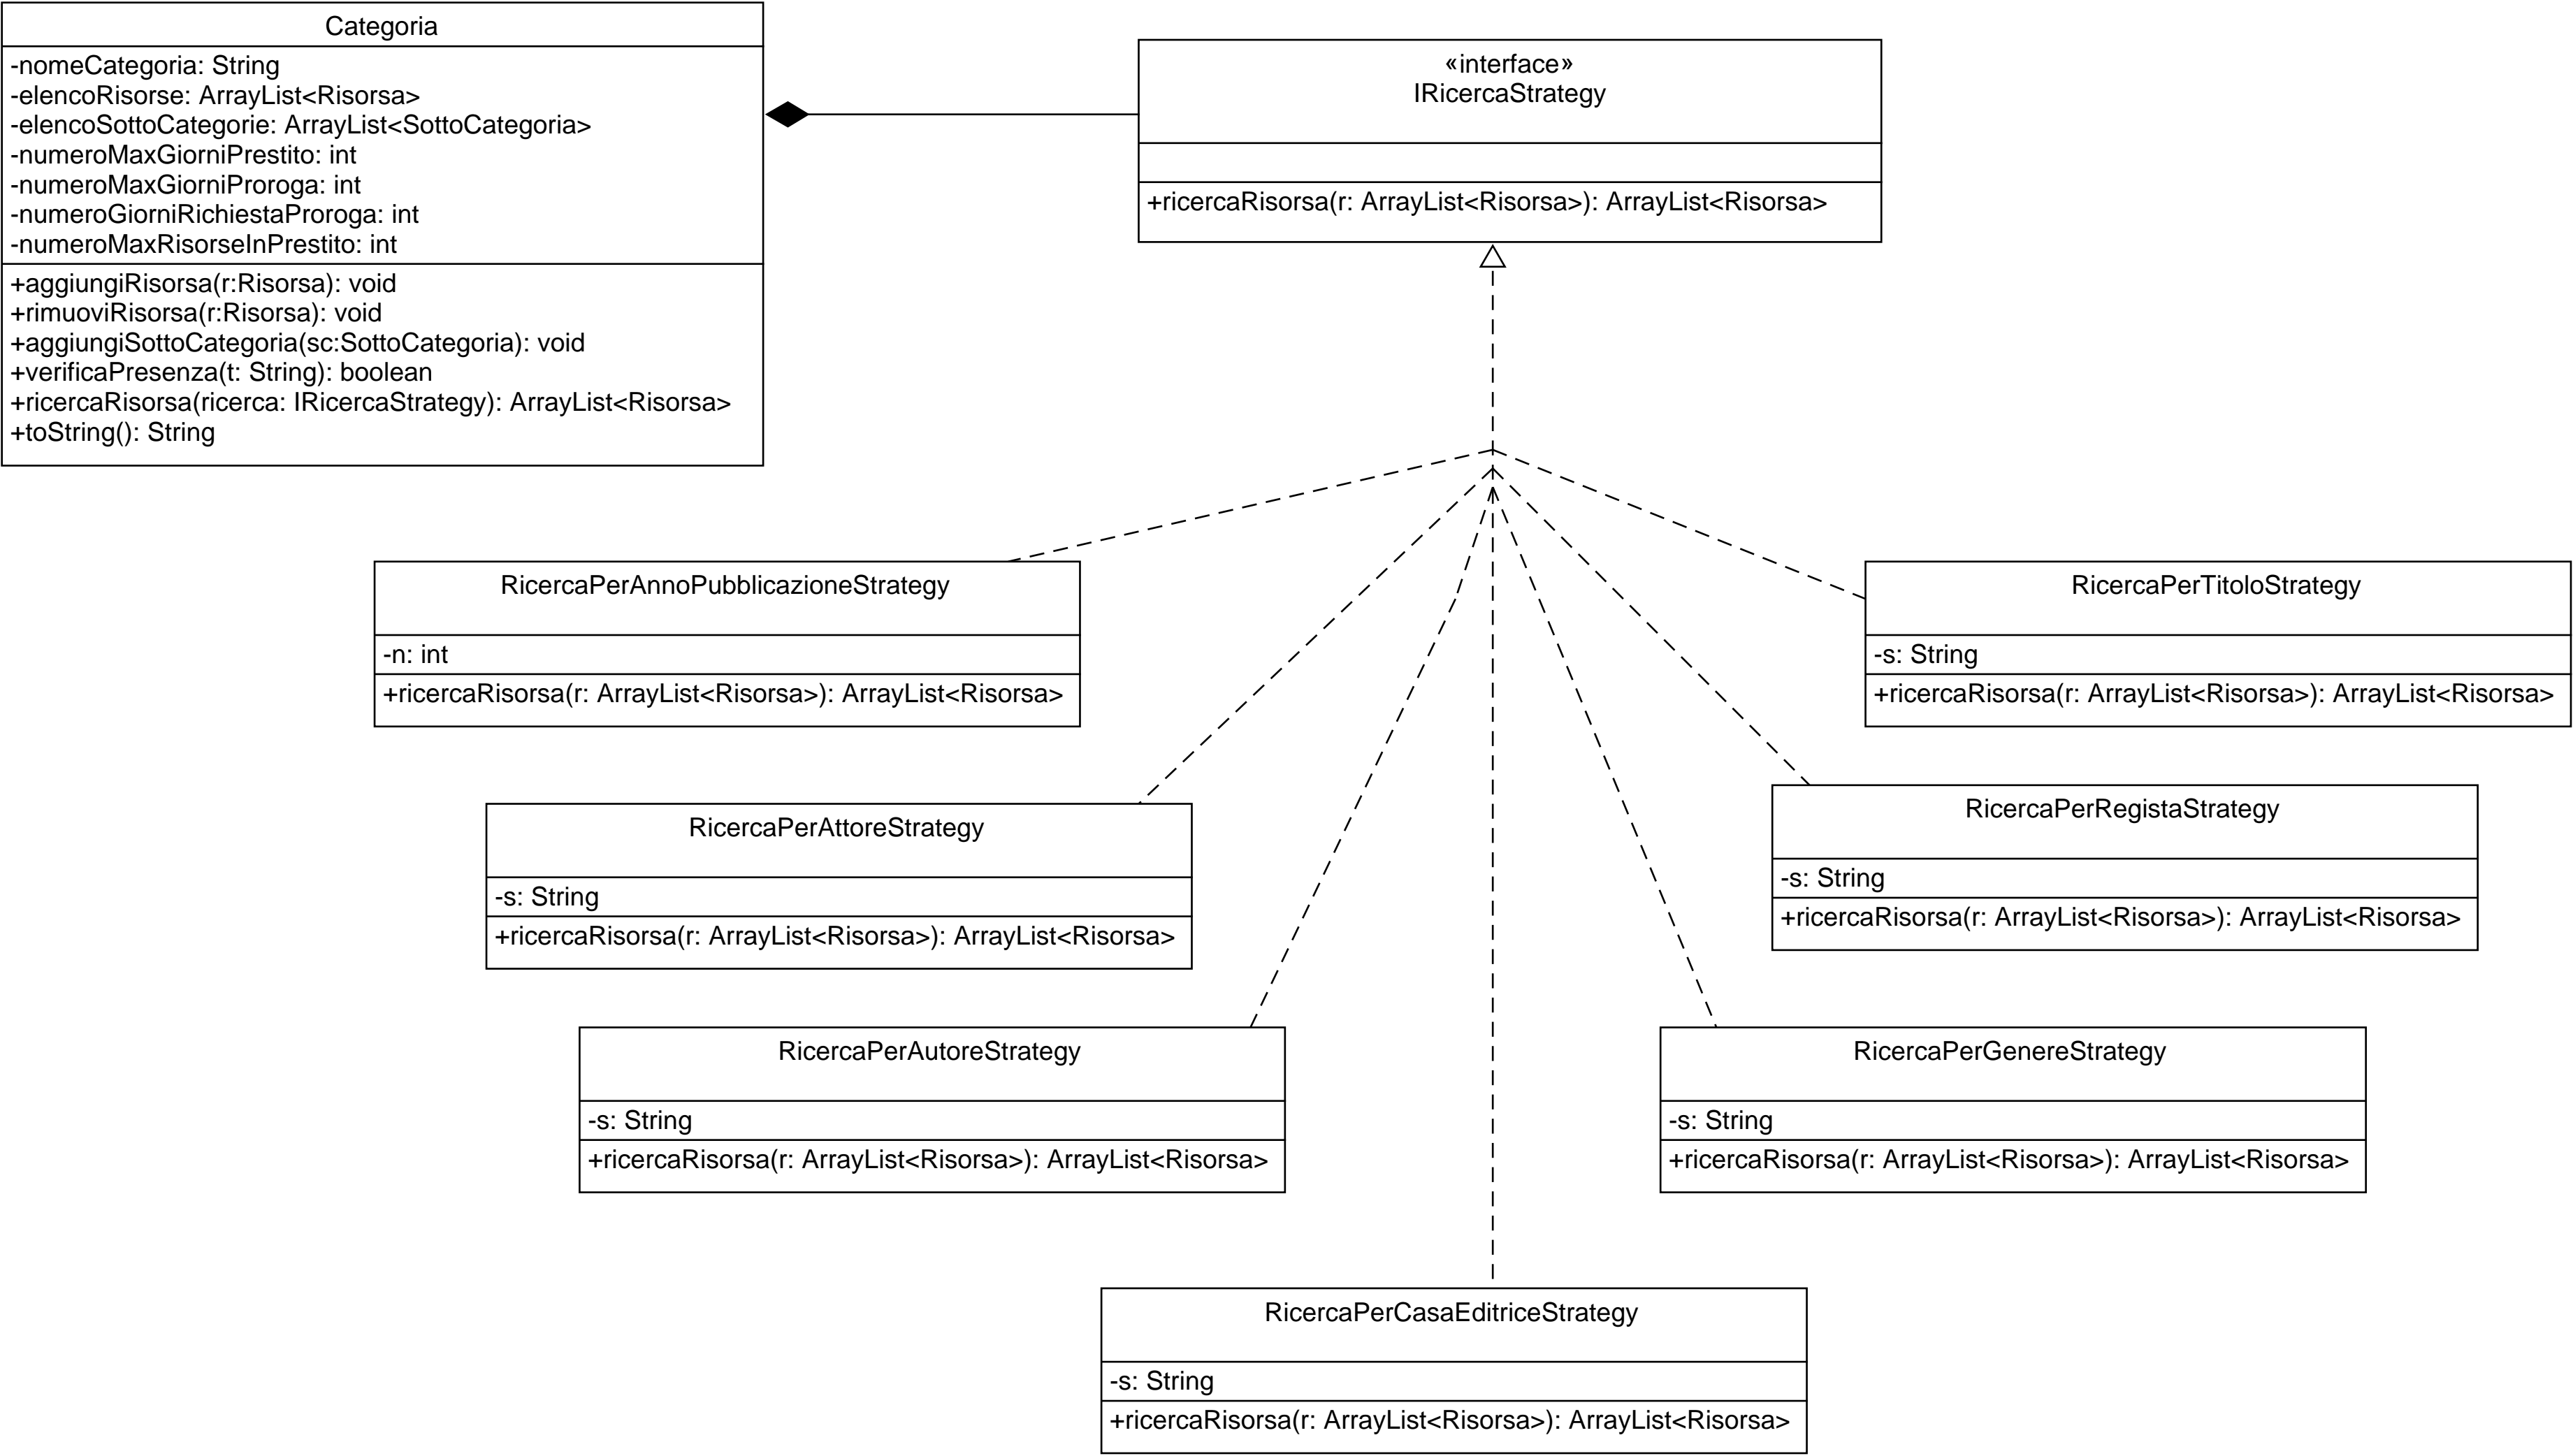 Categoria
-nomeCategoria: String
-elencoRisorse: ArrayList<Risorsa>
-elencoSottoCategorie: ArrayList<SottoCategoria>
-numeroMaxGiorniPrestito: int
-numeroMaxGiorniProroga: int
-numeroGiorniRichiestaProroga: int
-numeroMaxRisorseInPrestito: int
+aggiungiRisorsa(r:Risorsa): void
+rimuoviRisorsa(r:Risorsa): void
+aggiungiSottoCategoria(sc:SottoCategoria): void
+verificaPresenza(t: String): boolean
+ricercaRisorsa(ricerca: IRicercaStrategy): ArrayList<Risorsa>
+toString(): String
«interface»
IRicercaStrategy
+ricercaRisorsa(r: ArrayList<Risorsa>): ArrayList<Risorsa>
RicercaPerAnnoPubblicazioneStrategy
-n: int
+ricercaRisorsa(r: ArrayList<Risorsa>): ArrayList<Risorsa>
RicercaPerTitoloStrategy
-s: String
+ricercaRisorsa(r: ArrayList<Risorsa>): ArrayList<Risorsa>
RicercaPerAttoreStrategy
-s: String
+ricercaRisorsa(r: ArrayList<Risorsa>): ArrayList<Risorsa>
RicercaPerRegistaStrategy
-s: String
+ricercaRisorsa(r: ArrayList<Risorsa>): ArrayList<Risorsa>
RicercaPerAutoreStrategy
-s: String
+ricercaRisorsa(r: ArrayList<Risorsa>): ArrayList<Risorsa>
RicercaPerGenereStrategy
-s: String
+ricercaRisorsa(r: ArrayList<Risorsa>): ArrayList<Risorsa>
RicercaPerCasaEditriceStrategy
-s: String
+ricercaRisorsa(r: ArrayList<Risorsa>): ArrayList<Risorsa>